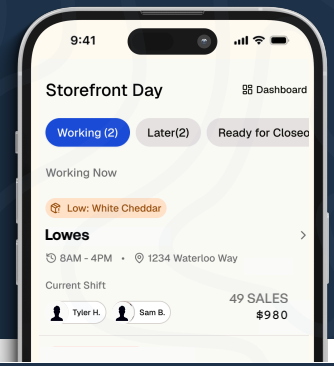 9:41
Storefront Day
Dashboard
Working (2)
Later(2)
Ready for Closeo
Working Now
Low: White Cheddar
Lowes
8AM - 4PM • 1234 Waterloo Way
Current Shift
Tyler H.
Sam B.
49 SALES
$980